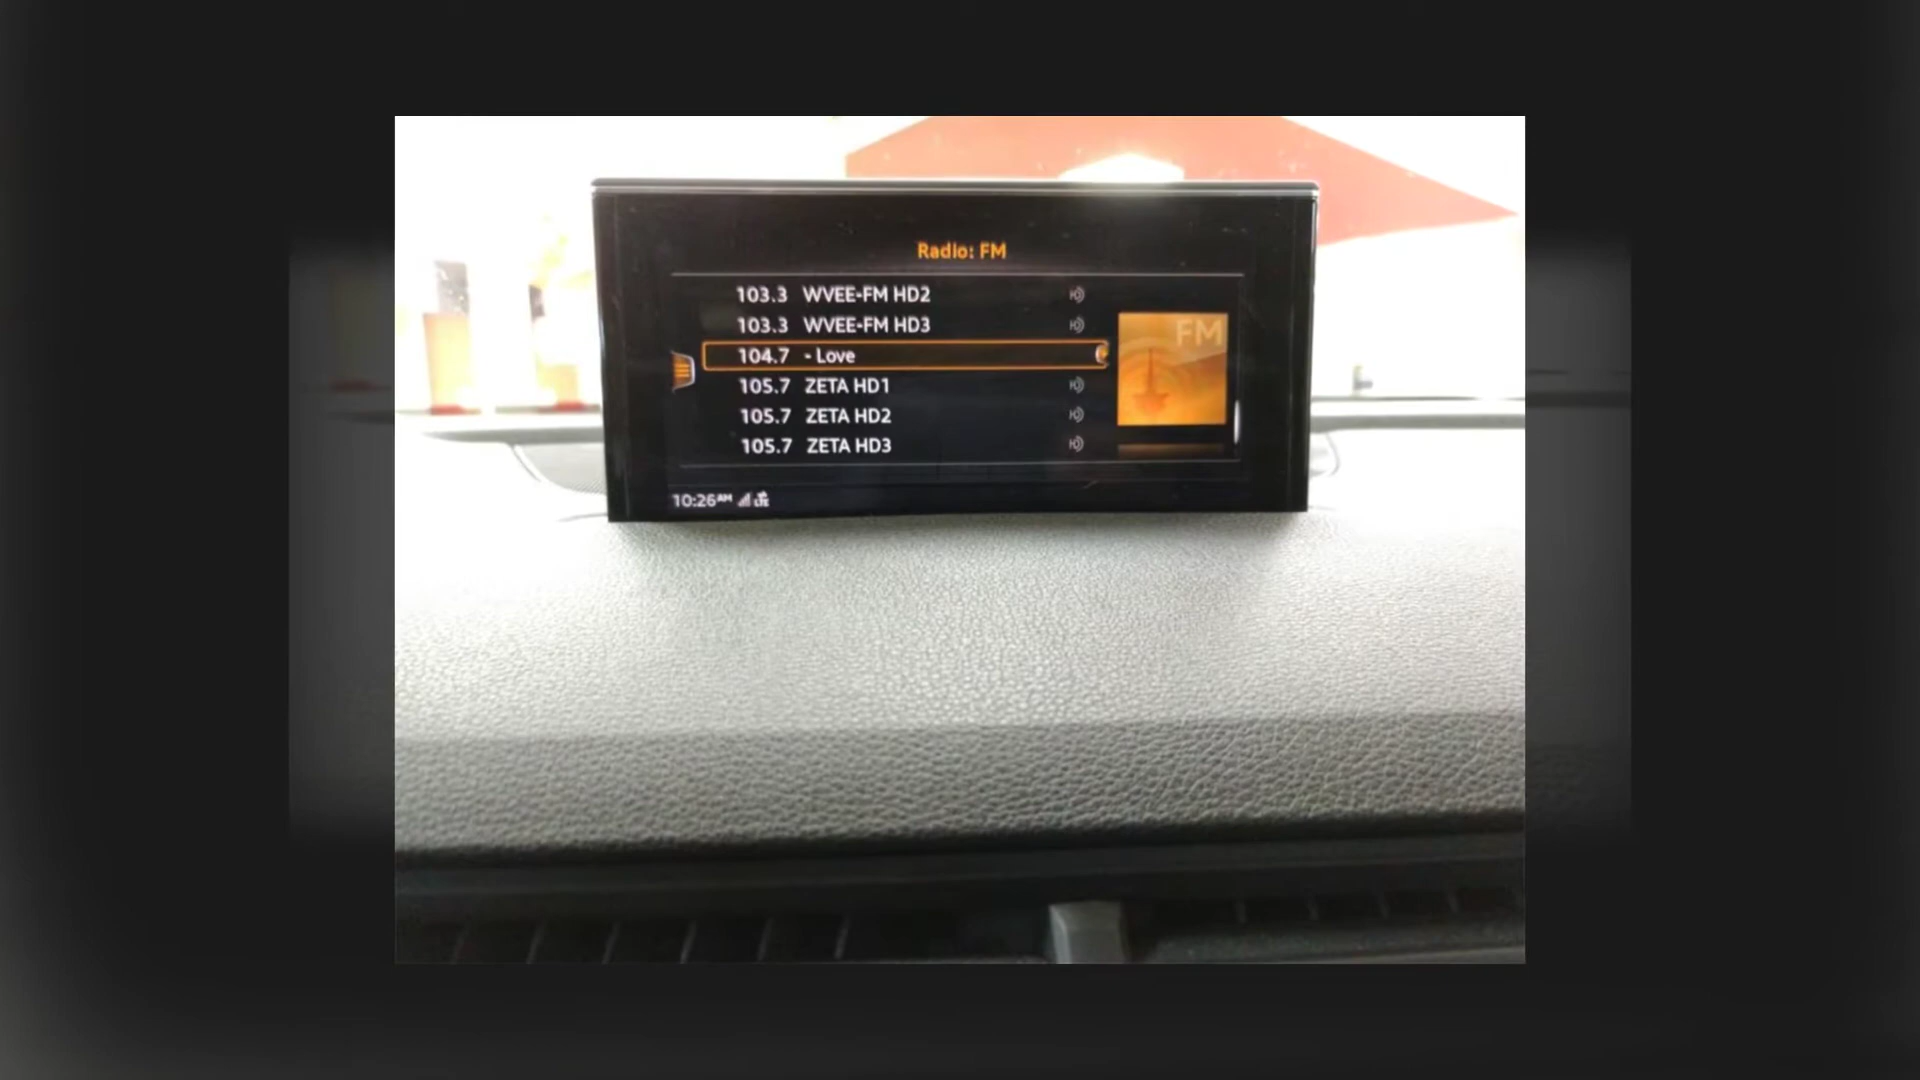 Radio: FM
103.3 WVEE-FM HD2
103.3 WVEE-FM HD3
104.7 - Love
105.7 ZETA HD1
105.7 ZETA HD2
105.7 ZETA HD3
FM
10:26AM LTE